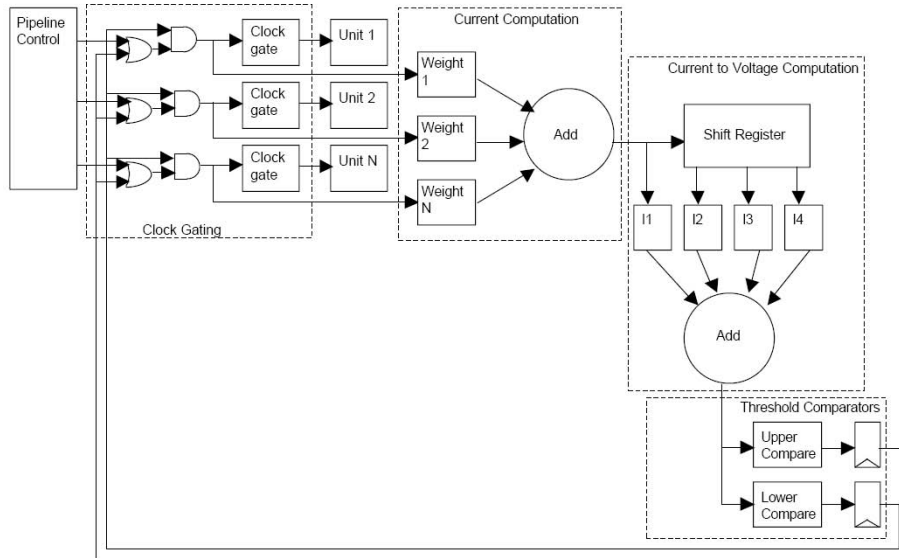 Pipeline
Control
Clock
gate
Unit 1
Clock
gate
Unit 2
Clock
gate
Unit N
Clock Gating
Current Computation
Weight
1
Weight
2
Weight
N
Add
Current to Voltage Computation
Shift Register
I1
I2
I3
I4
Add
Threshold Comparators
Upper
Compare
Lower
Compare